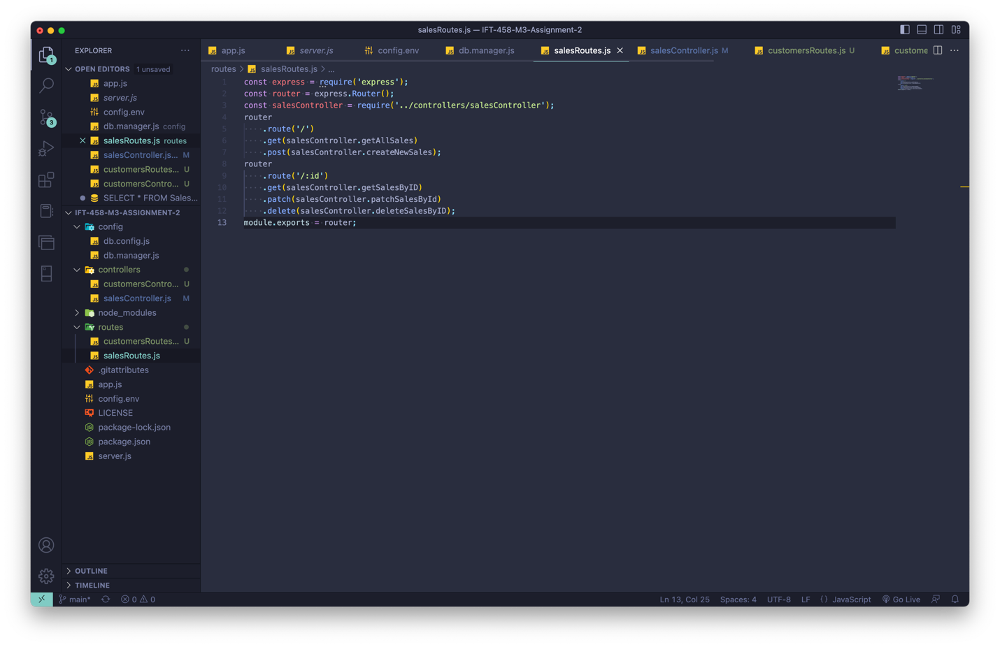 salesRoutes.js — IFT-458-M3-Assignment-2
EXPLORER
app.js
server.js
config.env
db.manager.js
salesRoutes.js
salesController.js M
customersRoutes.js U
custome
OPEN EDITORS 1 unsaved
app.js
server.js
config.env
db.manager.js config
salesRoutes.js routes
salesController.js... M
customersRoutes... U
customersContro... U
SELECT * FROM Sales...
IFT-458-M3-ASSIGNMENT-2
config
db.config.js
db.manager.js
controllers
customersContro... U
salesController.js M
node_modules
routes
customersRoutes... U
salesRoutes.js
.gitattributes
app.js
config.env
LICENSE
package-lock.json
package.json
server.js
OUTLINE
TIMELINE
1
3
routes > salesRoutes.js > ...
1 const express = require('express');
2 const router = express.Router();
3 const salesController = require('../controllers/salesController');
4 router
5 .route('/')
6 .get(salesController.getAllSales)
7 .post(salesController.createNewSales);
8 router
9 .route('/:id')
10 .get(salesController.getSalesByID)
11 .patch(salesController.patchSalesById)
12 .delete(salesController.deleteSalesByID);
13 module.exports = router;
main* 0 0
Ln 13, Col 25 Spaces: 4 UTF-8 LF {} JavaScript Go Live